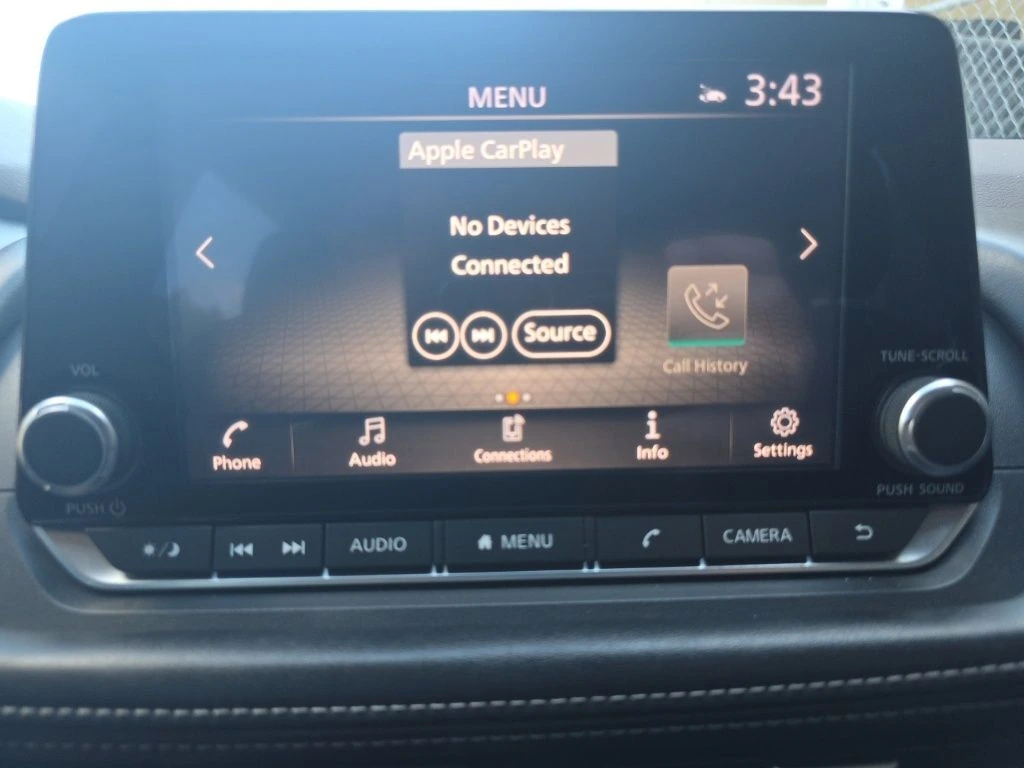 MENU
3:43
Apple CarPlay
No Devices
Connected
Source
Call History
VOL
TUNE·SCROLL
Phone
Audio
Connections
Info
Settings
PUSH
PUSH SOUND
AUDIO
MENU
CAMERA